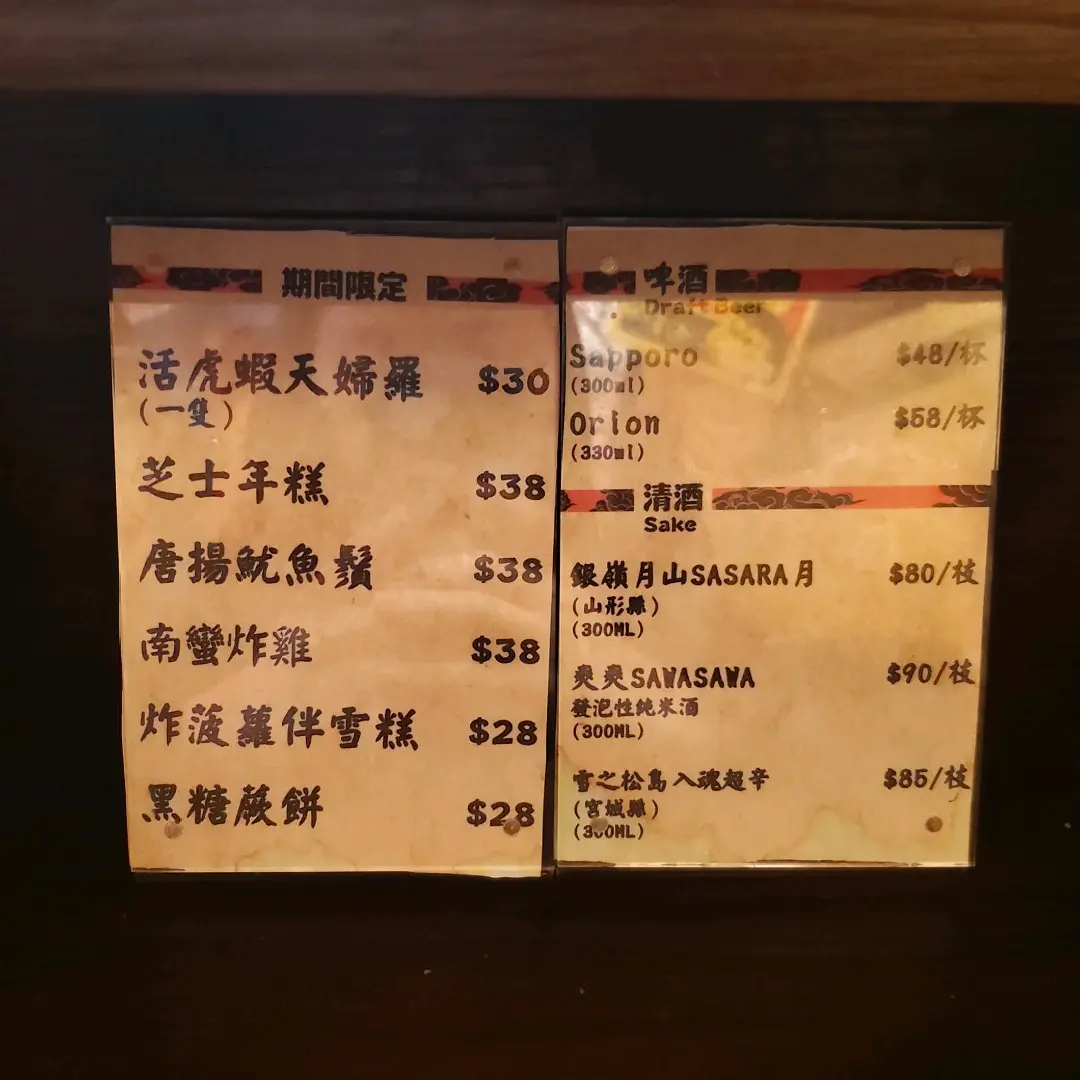 期間限定
活虎蝦天婦羅 $30
(一隻)
芝士年糕 $38
唐揚魷魚鬚 $38
南蠻炸雞 $38
炸菠蘿伴雪糕 $28
黑糖蕨餅 $28
啤酒
Draft Beer
Sapporo $48/杯
(300ml)
Orion $58/杯
(330ml)
清酒
Sake
銀嶺月山SASARA月 $80/枝
(山形縣)
(300ML)
爽爽SAWASAWA $90/枝
發泡性純米酒
(300ML)
雪之松島入魂超辛 $85/枝
(宮城縣)
(300ML)